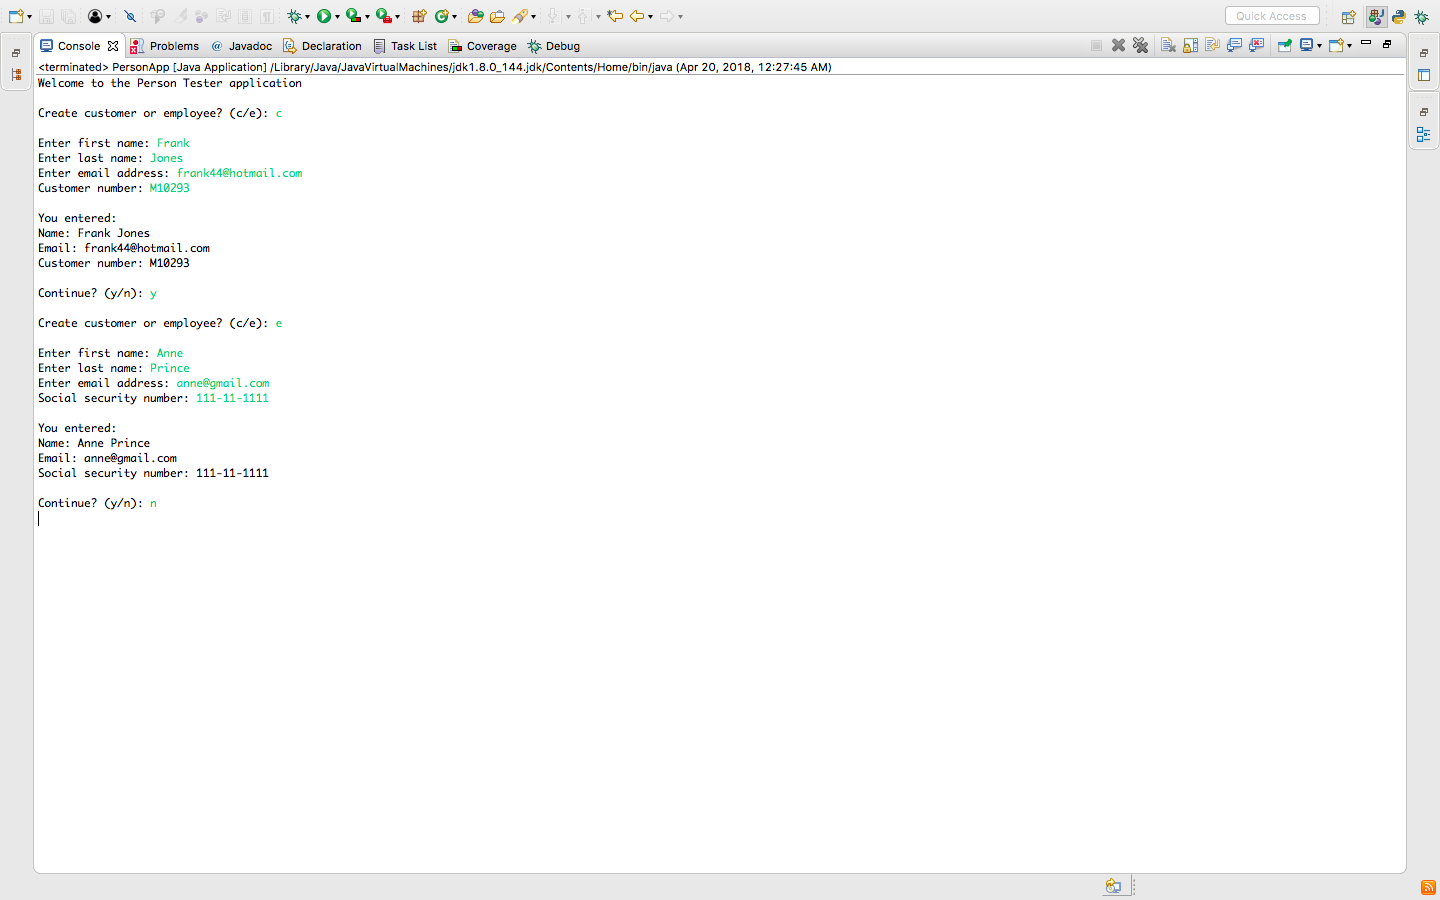 Quick Access
Console Problems @ Javadoc Declaration Task List Coverage Debug
<terminated> PersonApp [Java Application] /Library/Java/JavaVirtualMachines/jdk1.8.0_144.jdk/Contents/Home/bin/java (Apr 20, 2018, 12:27:45 AM)
Welcome to the Person Tester application
Create customer or employee? (c/e): c
Enter first name: Frank
Enter last name: Jones
Enter email address: frank44@hotmail.com
Customer number: M10293
You entered:
Name: Frank Jones
Email: frank44@hotmail.com
Customer number: M10293
Continue? (y/n): y
Create customer or employee? (c/e): e
Enter first name: Anne
Enter last name: Prince
Enter email address: anne@gmail.com
Social security number: 111-11-1111
You entered:
Name: Anne Prince
Email: anne@gmail.com
Social security number: 111-11-1111
Continue? (y/n): n